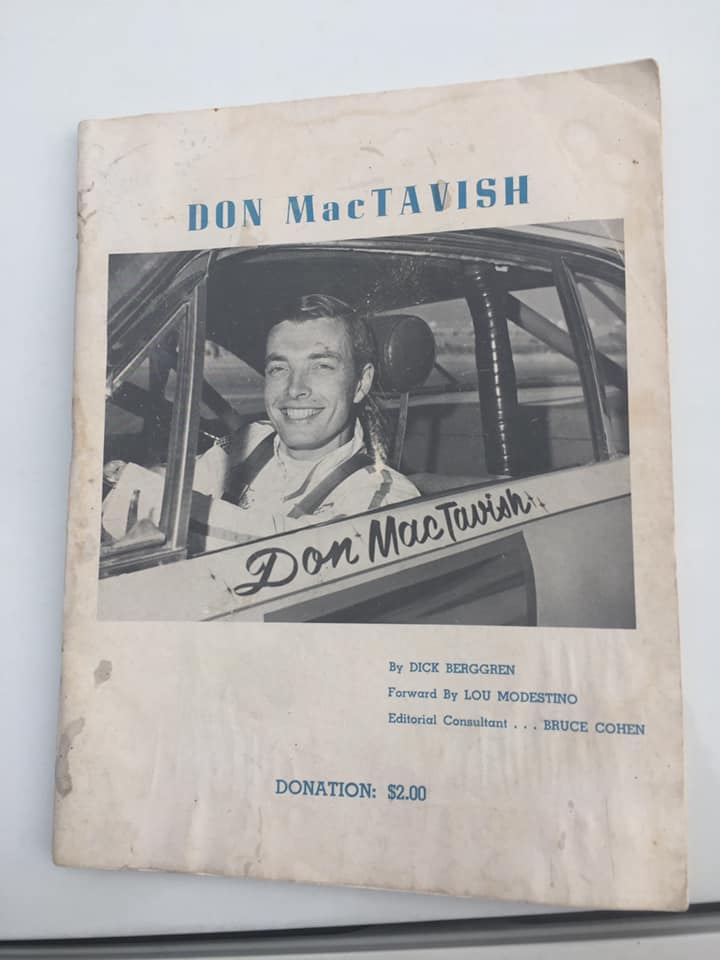 DON MacTAVISH
Don MacTavish
By DICK BERGGREN
Forward By LOU MODESTINO
Editorial Consultant . . . BRUCE COHEN
DONATION: $2.00